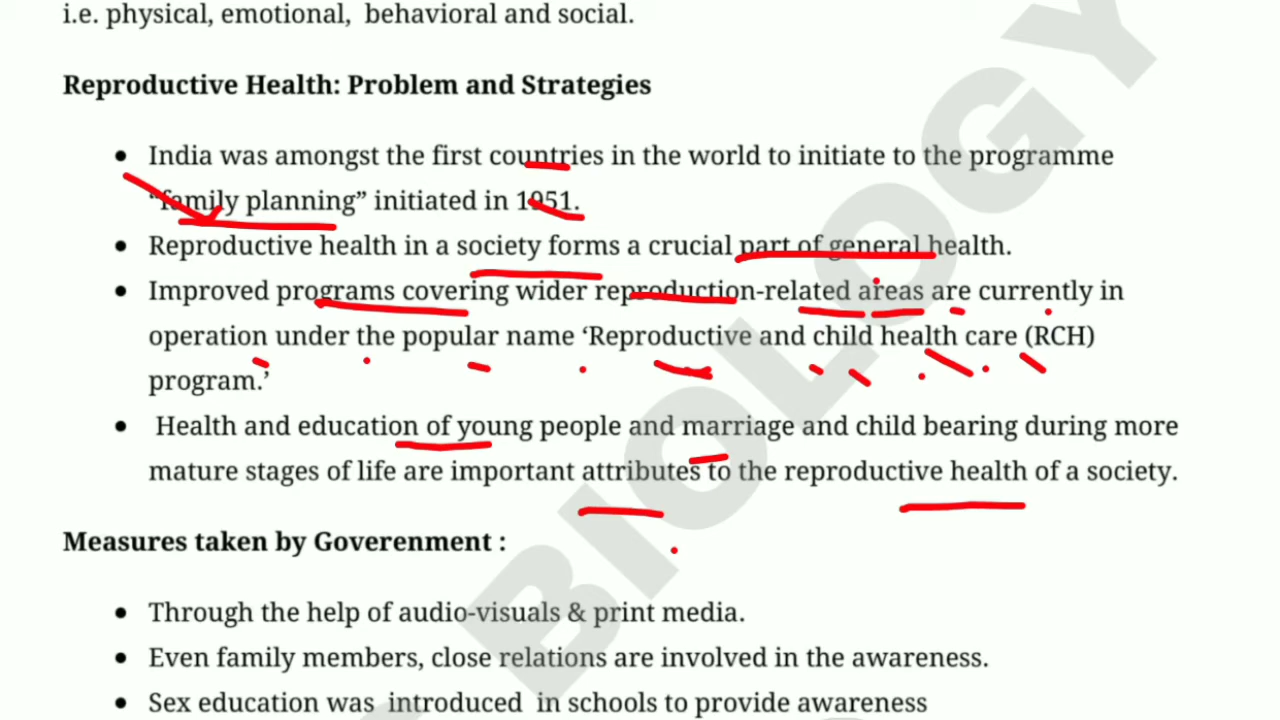 i.e. physical, emotional,  behavioral and social.
Reproductive Health: Problem and Strategies
• India was amongst the first countries in the world to initiate to the programme
“family planning” initiated in 1951.
• Reproductive health in a society forms a crucial part of general health.
• Improved programs covering wider reproduction-related areas are currently in
operation under the popular name ‘Reproductive and child health care (RCH)
program.’
• Health and education of young people and marriage and child bearing during more
mature stages of life are important attributes to the reproductive health of a society.
Measures taken by Goverenment :
• Through the help of audio-visuals & print media.
• Even family members, close relations are involved in the awareness.
• Sex education was  introduced  in schools to provide awareness
BIOLOGY